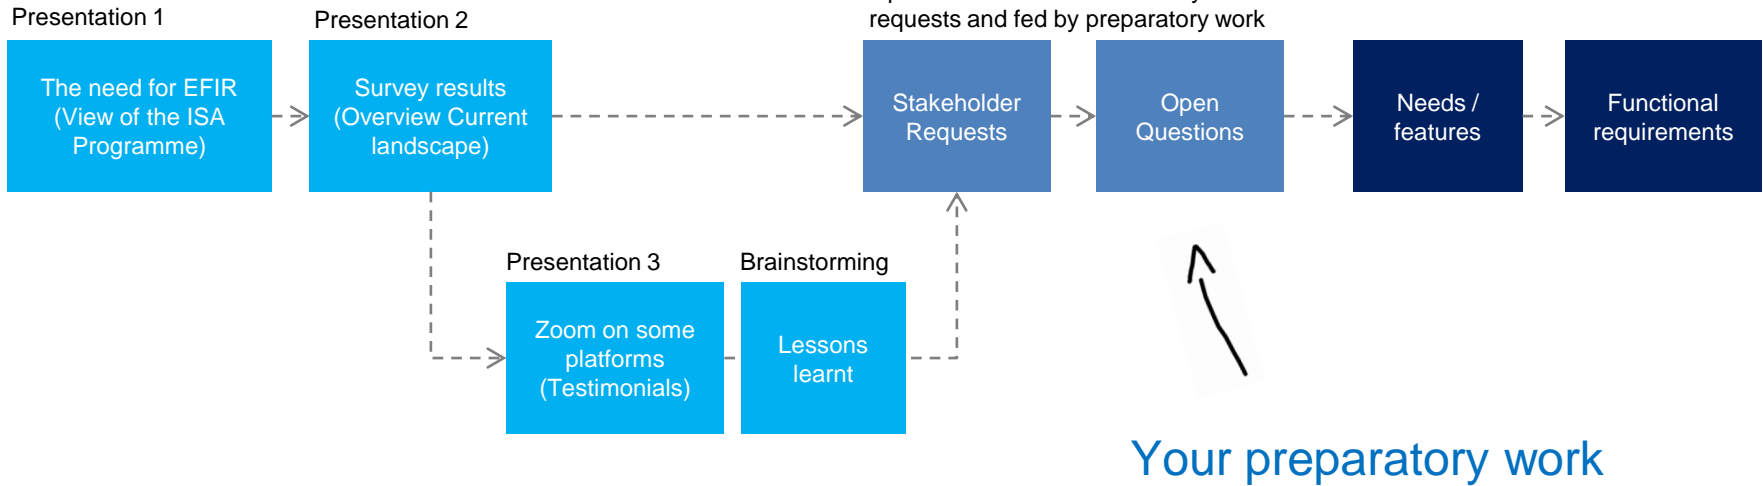 Presentation 1
Presentation 2
requests and fed by preparatory work
The need for EFIR
(View of the ISA
Programme)
Survey results
(Overview Current
landscape)
Stakeholder
Requests
Open
Questions
Needs /
features
Functional
requirements
Presentation 3
Brainstorming
Zoom on some
platforms
(Testimonials)
Lessons
learnt
Your preparatory work